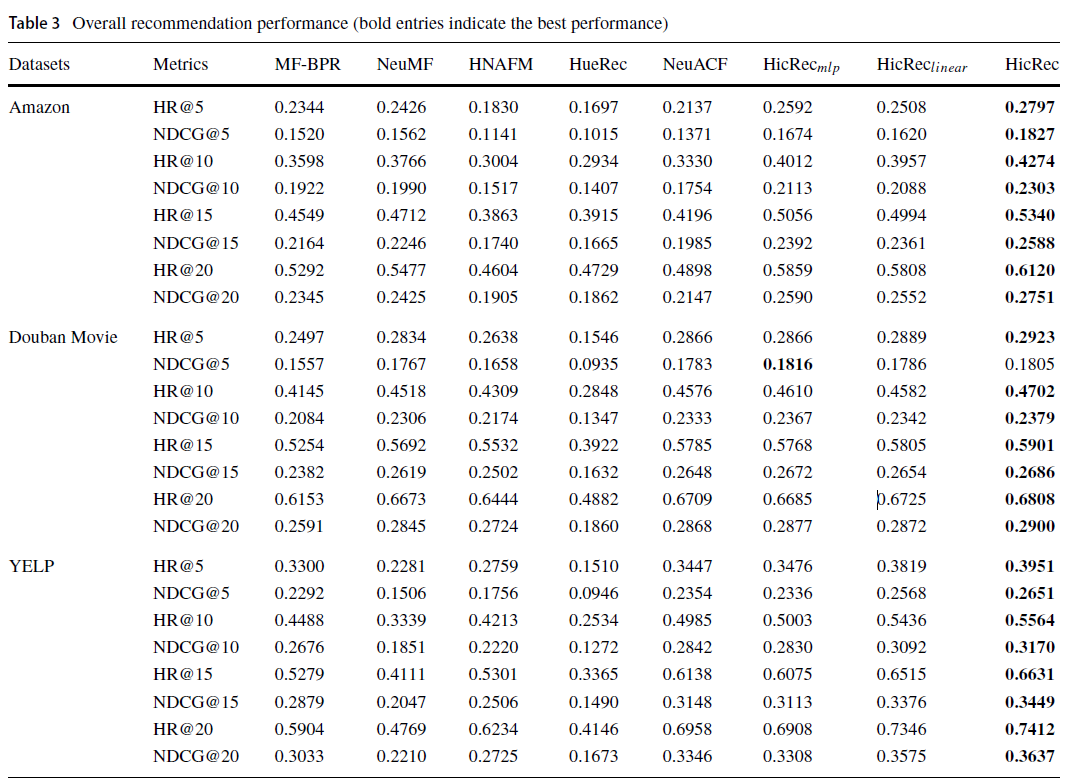 Table 3 Overall recommendation performance (bold entries indicate the best performance)
Datasets Metrics MF-BPR NeuMF HNAFM HueRec NeuACF HicRecmlp HicReclinear HicRec
Amazon HR@5 0.2344 0.2426 0.1830 0.1697 0.2137 0.2592 0.2508 0.2797
NDCG@5 0.1520 0.1562 0.1141 0.1015 0.1371 0.1674 0.1620 0.1827
HR@10 0.3598 0.3766 0.3004 0.2934 0.3330 0.4012 0.3957 0.4274
NDCG@10 0.1922 0.1990 0.1517 0.1407 0.1754 0.2113 0.2088 0.2303
HR@15 0.4549 0.4712 0.3863 0.3915 0.4196 0.5056 0.4994 0.5340
NDCG@15 0.2164 0.2246 0.1740 0.1665 0.1985 0.2392 0.2361 0.2588
HR@20 0.5292 0.5477 0.4604 0.4729 0.4898 0.5859 0.5808 0.6120
NDCG@20 0.2345 0.2425 0.1905 0.1862 0.2147 0.2590 0.2552 0.2751
Douban Movie HR@5 0.2497 0.2834 0.2638 0.1546 0.2866 0.2866 0.2889 0.2923
NDCG@5 0.1557 0.1767 0.1658 0.0935 0.1783 0.1816 0.1786 0.1805
HR@10 0.4145 0.4518 0.4309 0.2848 0.4576 0.4610 0.4582 0.4702
NDCG@10 0.2084 0.2306 0.2174 0.1347 0.2333 0.2367 0.2342 0.2379
HR@15 0.5254 0.5692 0.5532 0.3922 0.5785 0.5768 0.5805 0.5901
NDCG@15 0.2382 0.2619 0.2502 0.1632 0.2648 0.2672 0.2654 0.2686
HR@20 0.6153 0.6673 0.6444 0.4882 0.6709 0.6685 0.6725 0.6808
NDCG@20 0.2591 0.2845 0.2724 0.1860 0.2868 0.2877 0.2872 0.2900
YELP HR@5 0.3300 0.2281 0.2759 0.1510 0.3447 0.3476 0.3819 0.3951
NDCG@5 0.2292 0.1506 0.1756 0.0946 0.2354 0.2336 0.2568 0.2651
HR@10 0.4488 0.3339 0.4213 0.2534 0.4985 0.5003 0.5436 0.5564
NDCG@10 0.2676 0.1851 0.2220 0.1272 0.2842 0.2830 0.3092 0.3170
HR@15 0.5279 0.4111 0.5301 0.3365 0.6138 0.6075 0.6515 0.6631
NDCG@15 0.2879 0.2047 0.2506 0.1490 0.3148 0.3113 0.3376 0.3449
HR@20 0.5904 0.4769 0.6234 0.4146 0.6958 0.6908 0.7346 0.7412
NDCG@20 0.3033 0.2210 0.2725 0.1673 0.3346 0.3308 0.3575 0.3637